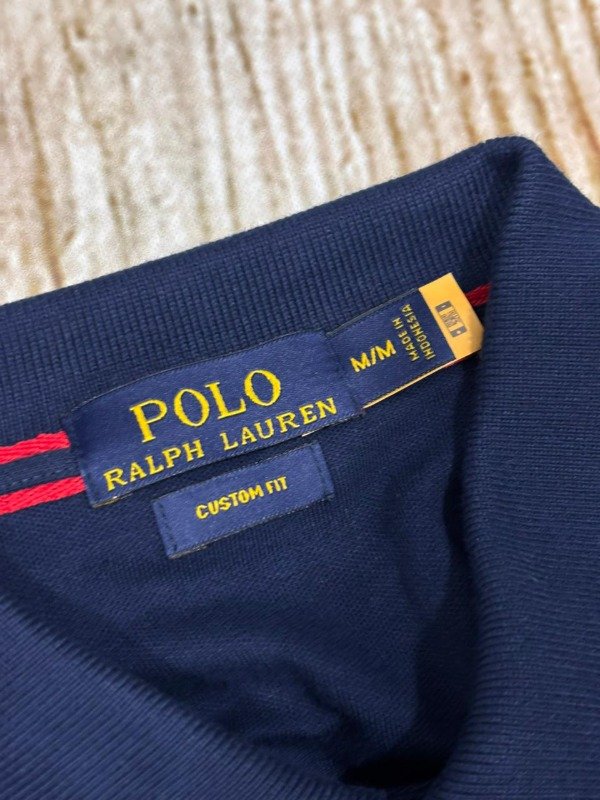 POLO
RALPH LAUREN
M/M
MADE IN
INDONESIA
CUSTOM FIT